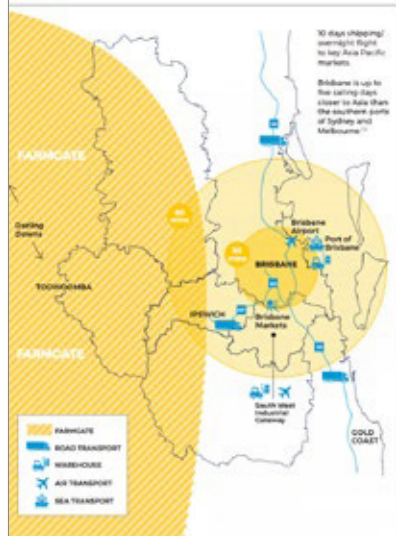 10 days shipping/
overnight flight
to key Asia Pacific
markets
Brisbane is up to
five sailing days
closer to Asia than
the southern ports
of Sydney and
Melbourne
FARMGATE
Darling
Downs
TOOWOOMBA
Brisbane
Airport
Port of
Brisbane
BRISBANE
IPSWICH
Brisbane
Markets
FARMGATE
South West
Industrial
Gateway
GOLD
COAST
FARMGATE
ROAD TRANSPORT
WAREHOUSE
AIR TRANSPORT
SEA TRANSPORT